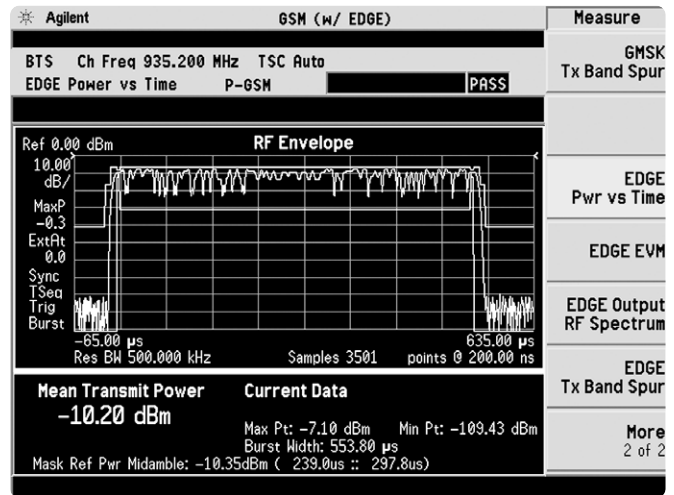 Agilent GSM (w/ EDGE) Measure
BTS Ch Freq 935.200 MHz TSC Auto
EDGE Power vs Time P-GSM PASS
GMSK
Tx Band Spur
EDGE
Pwr vs Time
EDGE EVM
EDGE Output
RF Spectrum
EDGE
Tx Band Spur
More
2 of 2
Ref 0.00 dBm RF Envelope
10.00
dB/
MaxP
-0.3
ExtAt
0.0
Sync
TSeq
Trig
Burst
-65.00 µs 635.00 µs
Res BW 500.000 kHz Samples 3501 points @ 200.00 ns
Mean Transmit Power Current Data
-10.20 dBm
Max Pt: -7.10 dBm Min Pt: -109.43 dBm
Burst Width: 553.80 µs
Mask Ref Pwr Midamble: -10.35dBm ( 239.0us :: 297.8us)